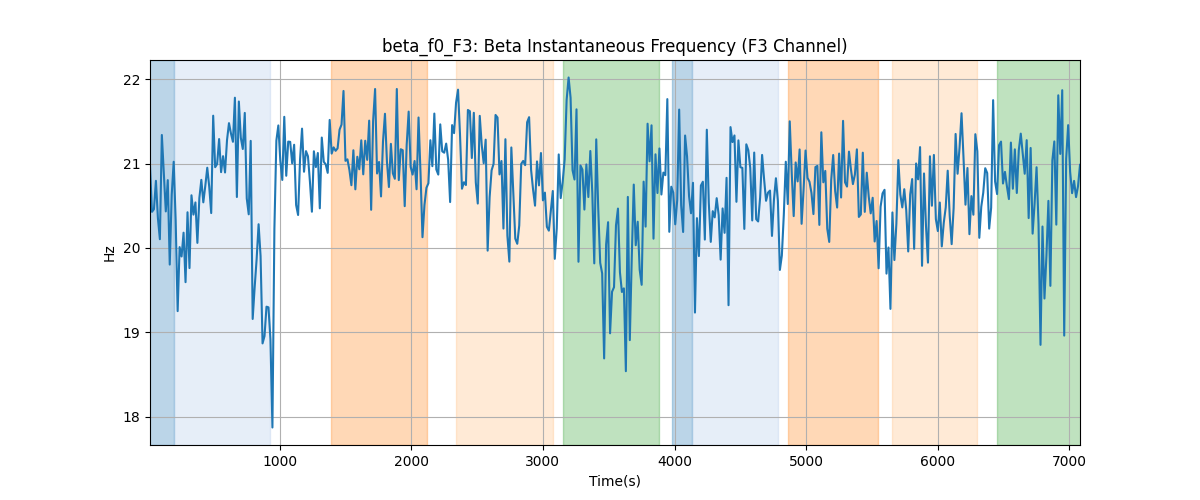 beta_f0_F3: Beta Instantaneous Frequency (F3 Channel)
22
21
20
19
18
Hz
1000 2000 3000 4000 5000 6000 7000
Time(s)